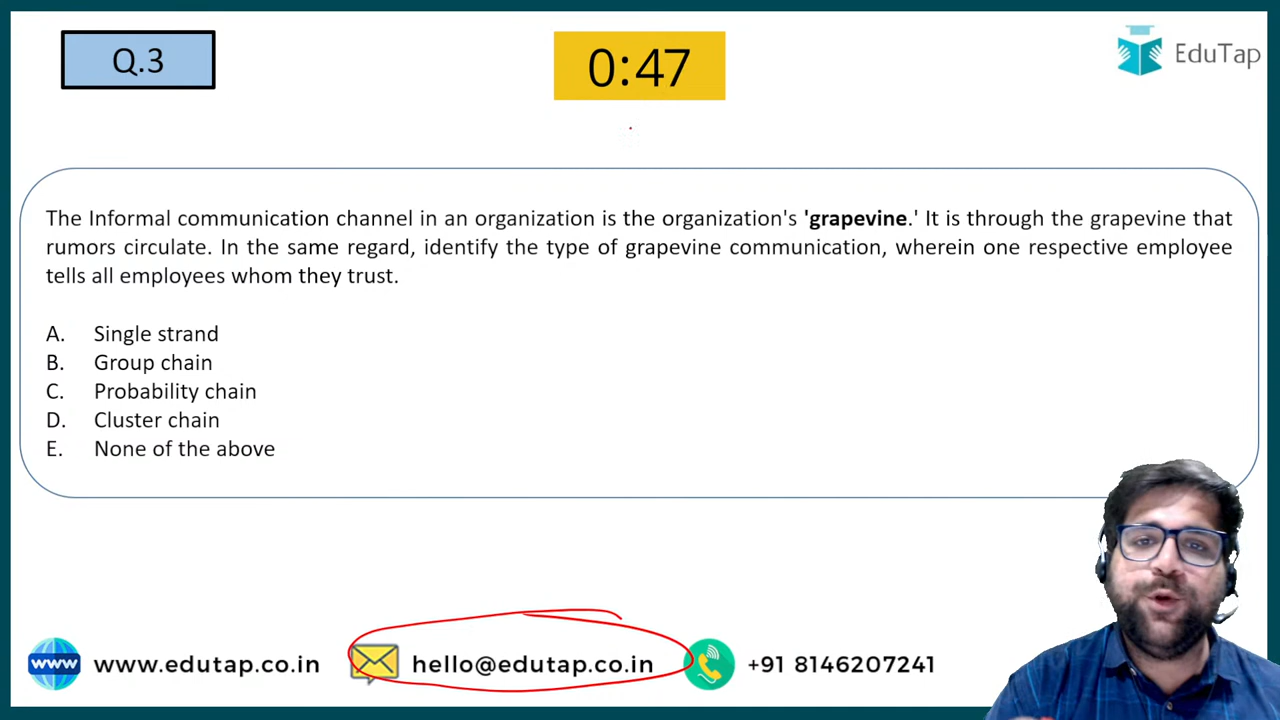 Q.3
0:47
EduTap
The Informal communication channel in an organization is the organization's 'grapevine.' It is through the grapevine that
rumors circulate. In the same regard, identify the type of grapevine communication, wherein one respective employee
tells all employees whom they trust.
A. Single strand
B. Group chain
C. Probability chain
D. Cluster chain
E. None of the above
www www.edutap.co.in hello@edutap.co.in +91 8146207241